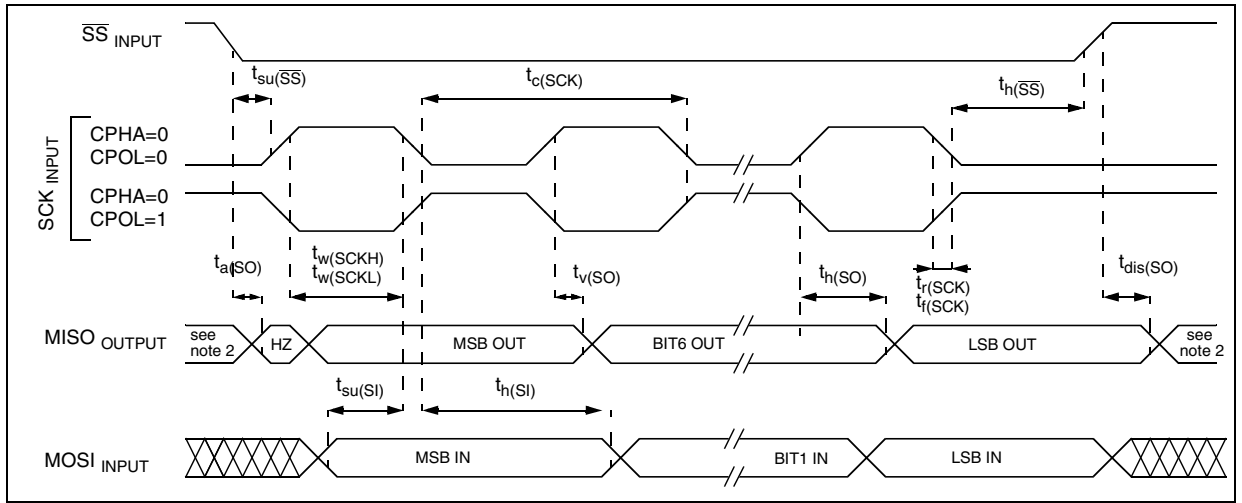 SS INPUT
tsu(SS)
tc(SCK)
th(SS)
SCK INPUT
CPHA=0
CPOL=0
CPHA=0
CPOL=1
ta(SO)
tw(SCKH)
tw(SCKL)
tv(SO)
th(SO)
tr(SCK)
tf(SCK)
tdis(SO)
MISO OUTPUT
see
note 2
HZ
MSB OUT
BIT6 OUT
LSB OUT
see
note 2
tsu(SI)
th(SI)
MOSI INPUT
MSB IN
BIT1 IN
LSB IN